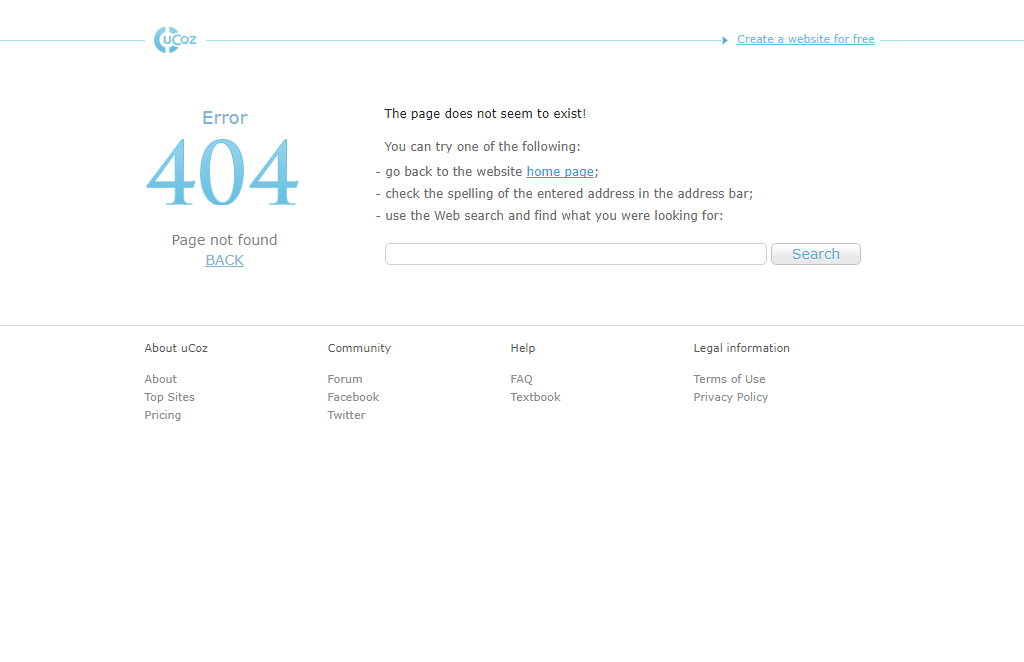 uCoz
Create a website for free
Error
404
Page not found
BACK
The page does not seem to exist!
You can try one of the following:
- go back to the website home page;
- check the spelling of the entered address in the address bar;
- use the Web search and find what you were looking for:
Search
About uCoz
About
Top Sites
Pricing
Community
Forum
Facebook
Twitter
Help
FAQ
Textbook
Legal information
Terms of Use
Privacy Policy